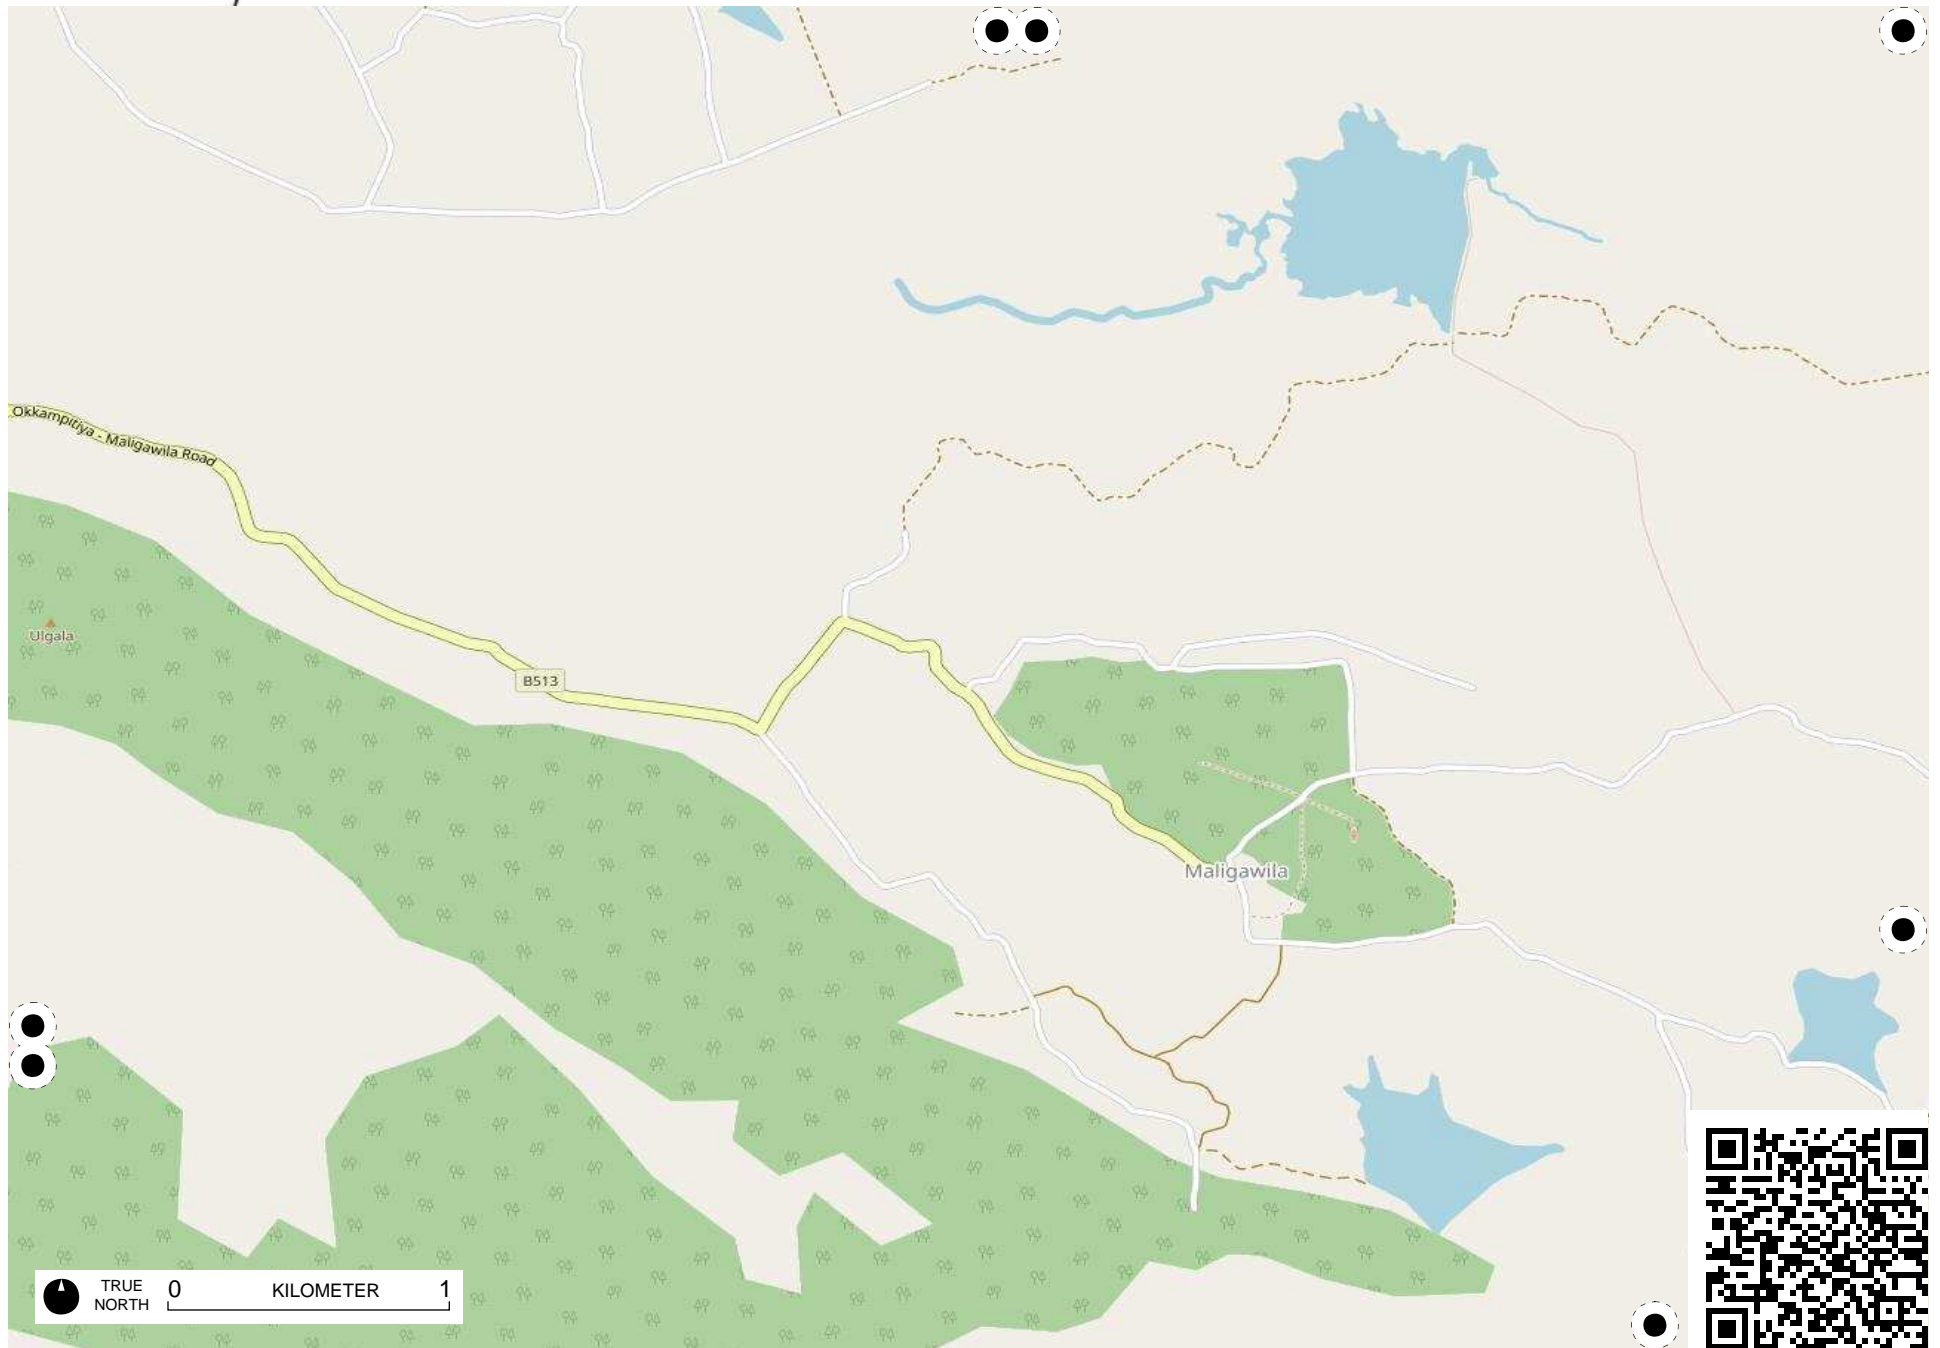 Okkampitiya - Maligawila Road
Ulgala
B513
Maligawila
TRUE NORTH
0 KILOMETER 1